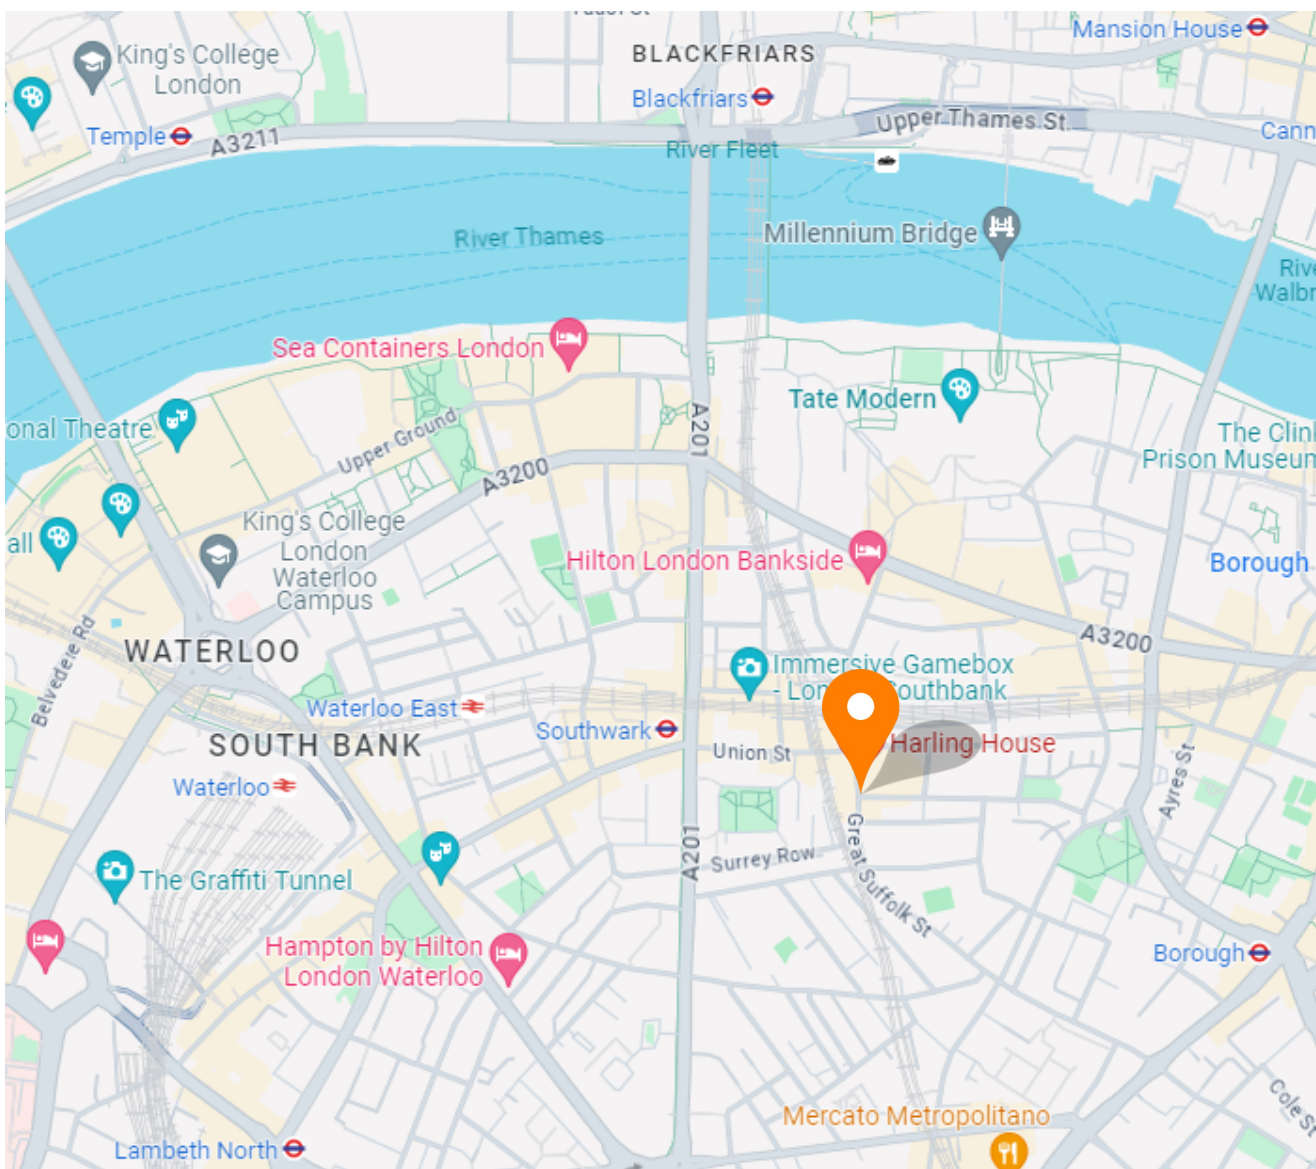 Mansion House
King's College
London
BLACKFRIARS
Blackfriars
Temple
A3211
Upper Thames St.
Cann
River Fleet
River Thames
Millennium Bridge
Rive
Walbr
Sea Containers London
Tate Modern
onal Theatre
Upper Ground
A3200
A201
The Clink
Prison Museum
King's College
London
Waterloo
Campus
all
Hilton London Bankside
Borough
Belvedere Rd
WATERLOO
A3200
Immersive Gamebox
- Lon Southbank
Waterloo East
Southwark
SOUTH BANK
Union St
Harling House
Waterloo
Ayres St
A201
Surrey Row
Great Suffolk St
The Graffiti Tunnel
Hampton by Hilton
London Waterloo
Borough
Mercato Metropolitano
Cole St
Lambeth North